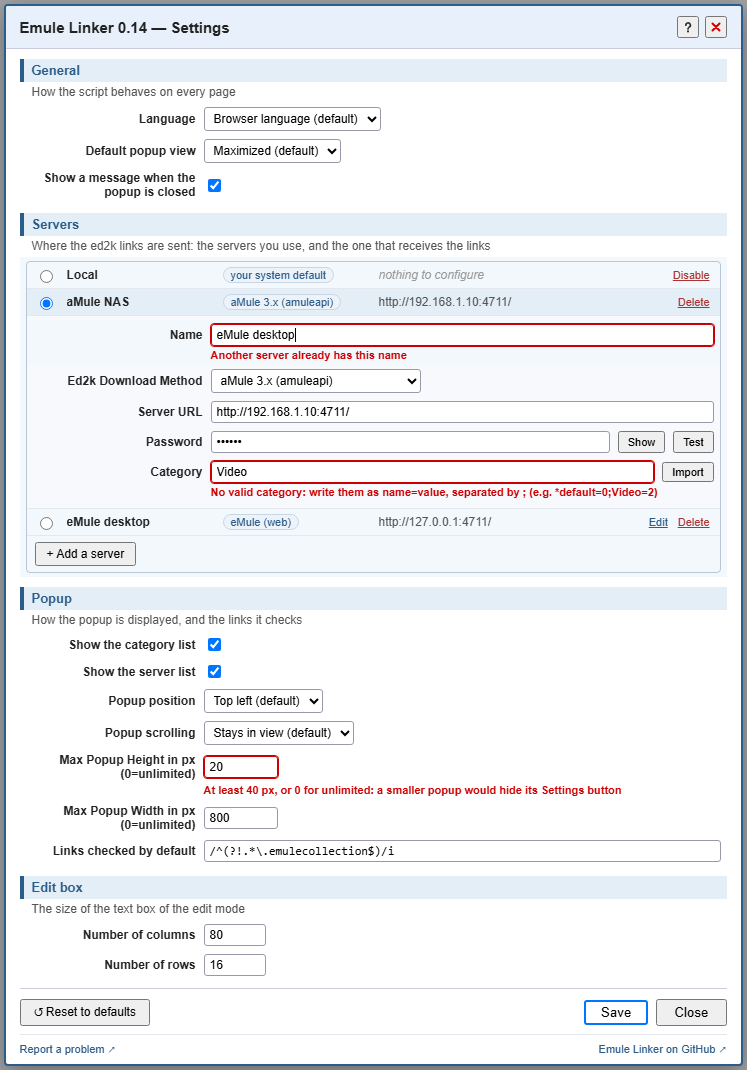 Emule Linker 0.14 — Settings
?
✕
General
How the script behaves on every page
Language
Browser language (default)
Default popup view
Maximized (default)
Show a message when the
popup is closed
Servers
Where the ed2k links are sent: the servers you use, and the one that receives the links
Local your system default nothing to configure Disable
aMule NAS aMule 3.x (amuleapi) http://192.168.1.10:4711/ Delete
Name eMule desktop
Another server already has this name
Ed2k Download Method aMule 3.x (amuleapi)
Server URL http://192.168.1.10:4711/
Password •••••• Show Test
Category Video Import
No valid category: write them as name=value, separated by ; (e.g. *default=0;Video=2)
eMule desktop eMule (web) http://127.0.0.1:4711/ Edit Delete
+ Add a server
Popup
How the popup is displayed, and the links it checks
Show the category list
Show the server list
Popup position Top left (default)
Popup scrolling Stays in view (default)
Max Popup Height in px
(0=unlimited)
20
At least 40 px, or 0 for unlimited: a smaller popup would hide its Settings button
Max Popup Width in px
(0=unlimited)
800
Links checked by default /^(?!.*\.emulecollection$)/i
Edit box
The size of the text box of the edit mode
Number of columns 80
Number of rows 16
↺ Reset to defaults Save Close
Report a problem ↗ Emule Linker on GitHub ↗